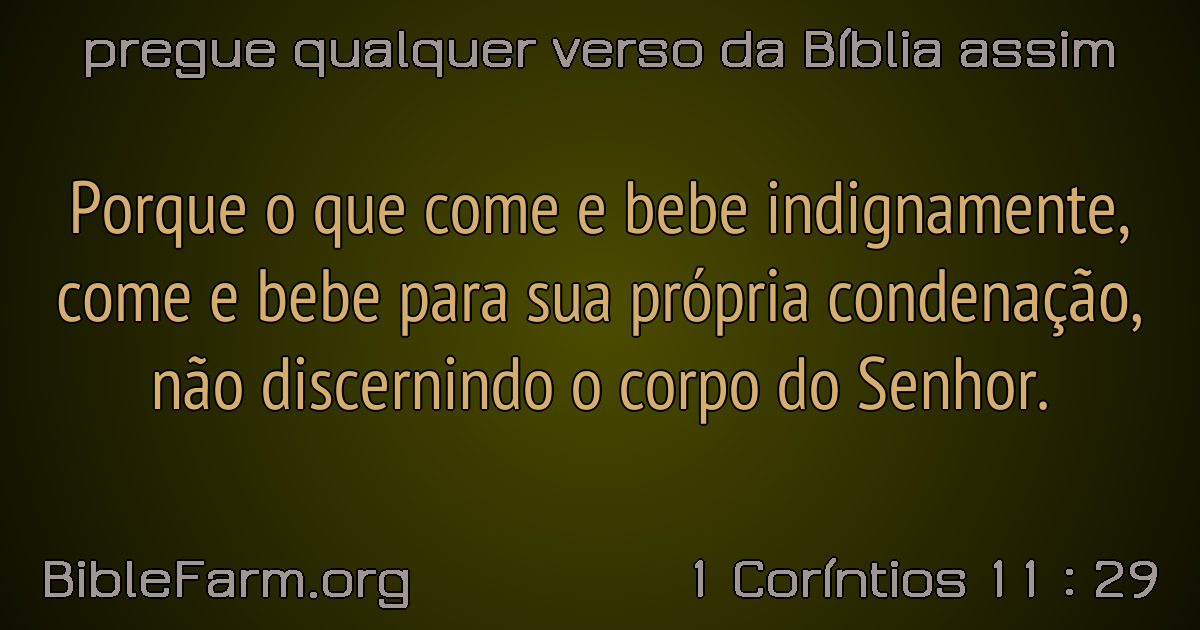 pregue qualquer verso da Bíblia assim
Porque o que come e bebe indignamente,
come e bebe para sua própria condenação,
não discernindo o corpo do Senhor.
BibleFarm.org
1 Coríntios 11 : 29